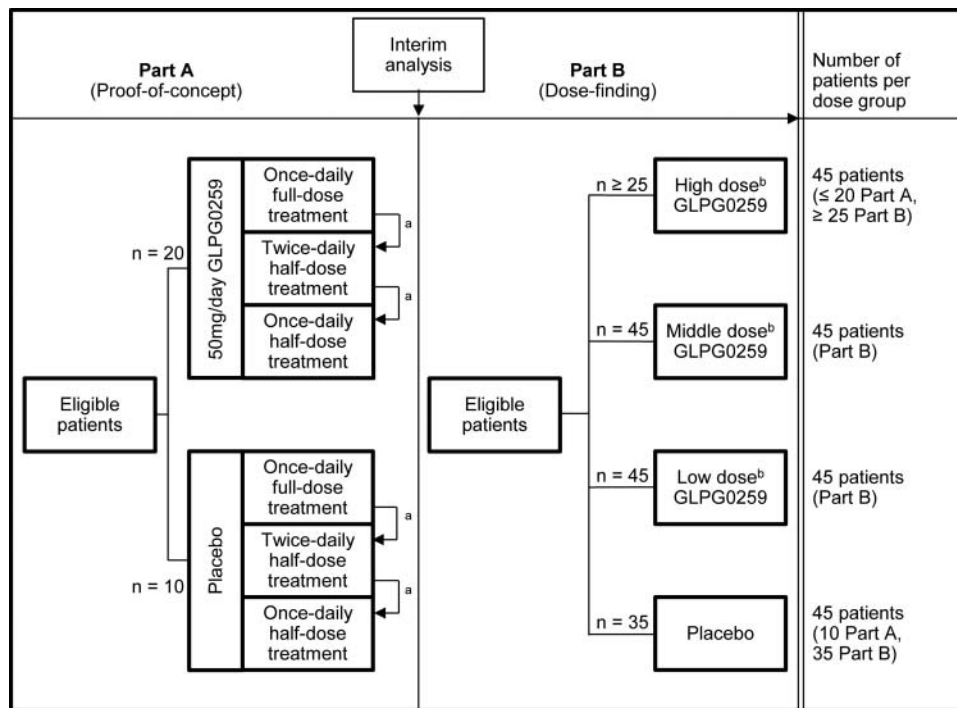 Interim
analysis
Part A
(Proof-of-concept)
Part B
(Dose-finding)
Number of
patients per
dose group
Eligible
patients
n = 20
50mg/day GLPG0259
Once-daily
full-dose
treatment
a
Twice-daily
half-dose
treatment
a
Once-daily
half-dose
treatment
n = 10
Placebo
Once-daily
full-dose
treatment
a
Twice-daily
half-dose
treatment
a
Once-daily
half-dose
treatment
Eligible
patients
n ≥ 25
High doseᵇ
GLPG0259
45 patients
(≤ 20 Part A,
≥ 25 Part B)
n = 45
Middle doseᵇ
GLPG0259
45 patients
(Part B)
n = 45
Low doseᵇ
GLPG0259
45 patients
(Part B)
n = 35
Placebo
45 patients
(10 Part A,
35 Part B)